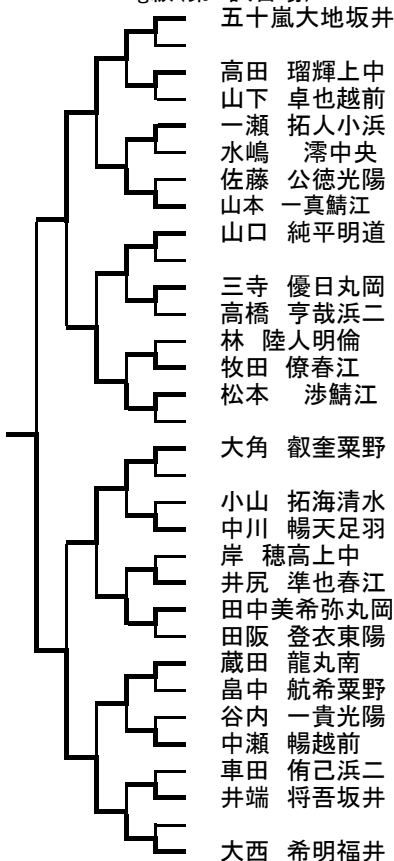 五十嵐大地坂井
高田 瑠輝上中
山下 卓也越前
一瀬 拓人小浜
水嶋 澪中央
佐藤 公徳光陽
山本 一真鯖江
山口 純平明道
三寺 優日丸岡
高橋 亨哉浜二
林 陸人明倫
牧田 僚春江
松本 渉鯖江
大角 叡奎粟野
小山 拓海清水
中川 暢天足羽
岸 穂高上中
井尻 準也春江
田中美希弥丸岡
田阪 登衣東陽
蔵田 龍丸南
畠中 航希粟野
谷内 一貴光陽
中瀬 暢越前
車田 侑己浜二
井端 将吾坂井
大西 希明福井